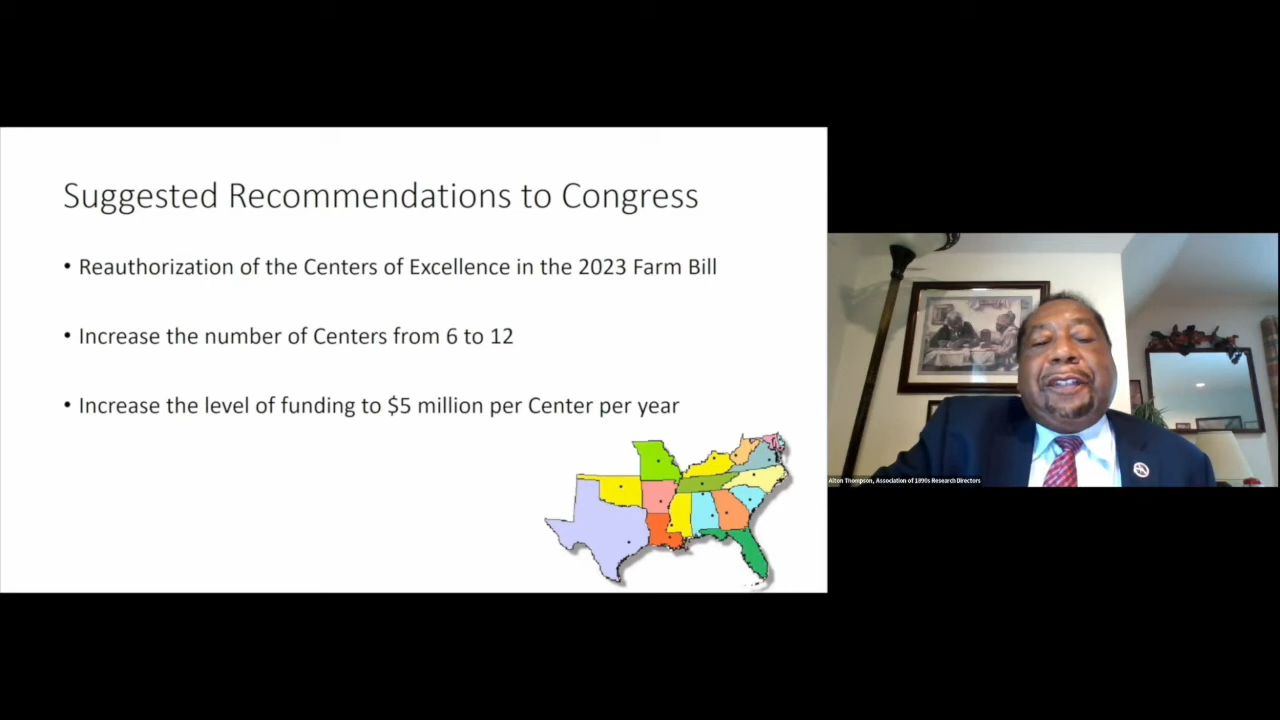 Suggested Recommendations to Congress
• Reauthorization of the Centers of Excellence in the 2023 Farm Bill
• Increase the number of Centers from 6 to 12
• Increase the level of funding to $5 million per Center per year
Alton Thompson, Association of 1890s Research Directors